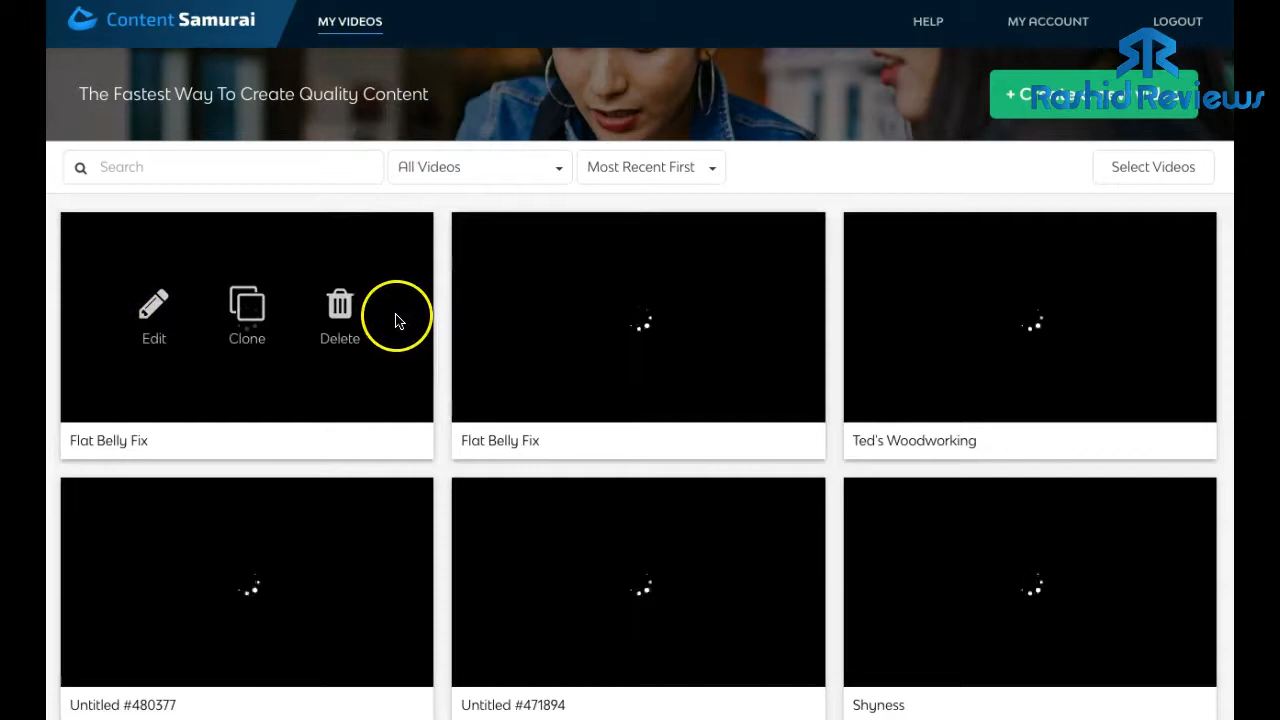 Content Samurai
MY VIDEOS
HELP
MY ACCOUNT
LOGOUT
The Fastest Way To Create Quality Content
Rashid Reviews
Search
All Videos
Most Recent First
Select Videos
Edit
Clone
Delete
Flat Belly Fix
Flat Belly Fix
Ted's Woodworking
Untitled #480377
Untitled #471894
Shyness